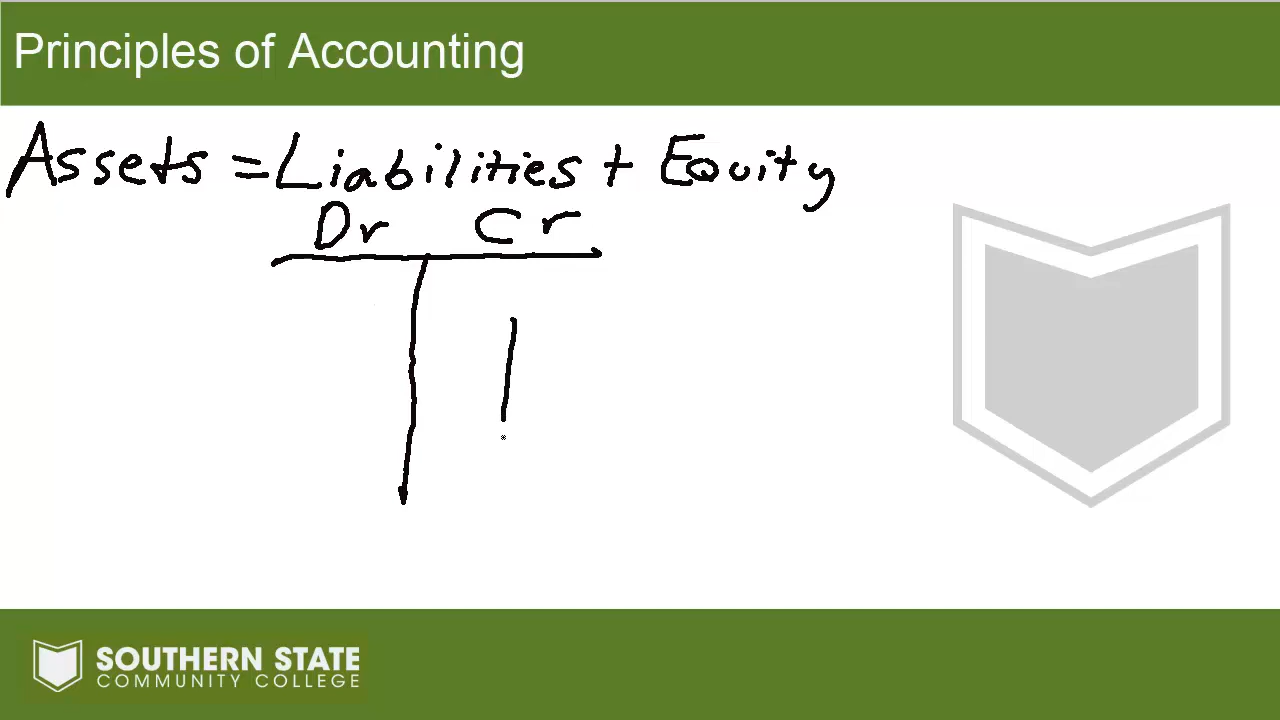 Principles of Accounting
Assets = Liabilities + Equity
Dr Cr
SOUTHERN STATE
COMMUNITY COLLEGE